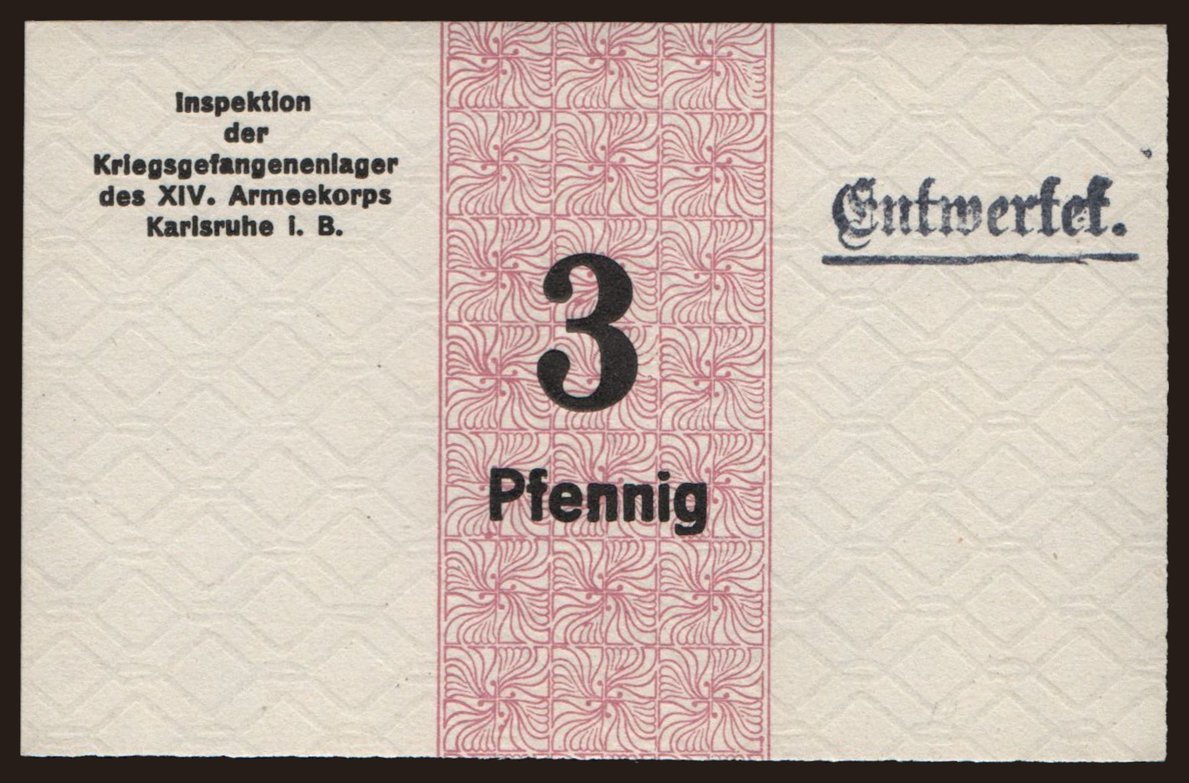 Inspektion
der
Kriegsgefangenenlager
des XIV. Armeekorps
Karlsruhe i. B.
Entwertet.
3
Pfennig